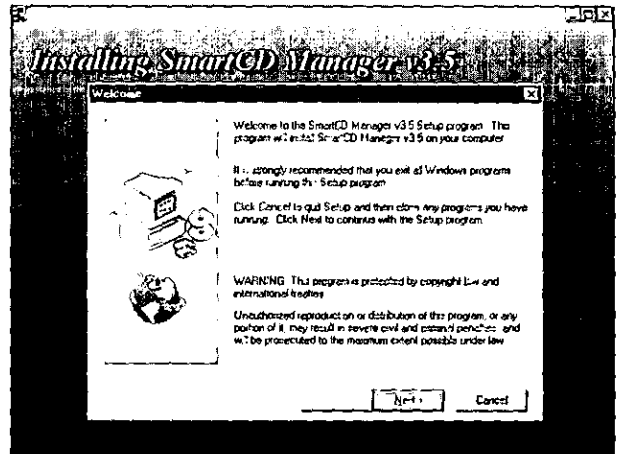 Installing SmartCD Manager v3.5
Welcome
Welcome to the SmartCD Manager v3.5 Setup program. This
program will install SmartCD Manager v3.5 on your computer.
It is strongly recommended that you exit all Windows programs
before running this Setup program.
Click Cancel to quit Setup and then close any programs you have
running. Click Next to continue with the Setup program.
WARNING: This program is protected by copyright law and
international treaties.
Unauthorized reproduction or distribution of this program, or any
portion of it, may result in severe civil and criminal penalties, and
will be prosecuted to the maximum extent possible under law.
Next >
Cancel